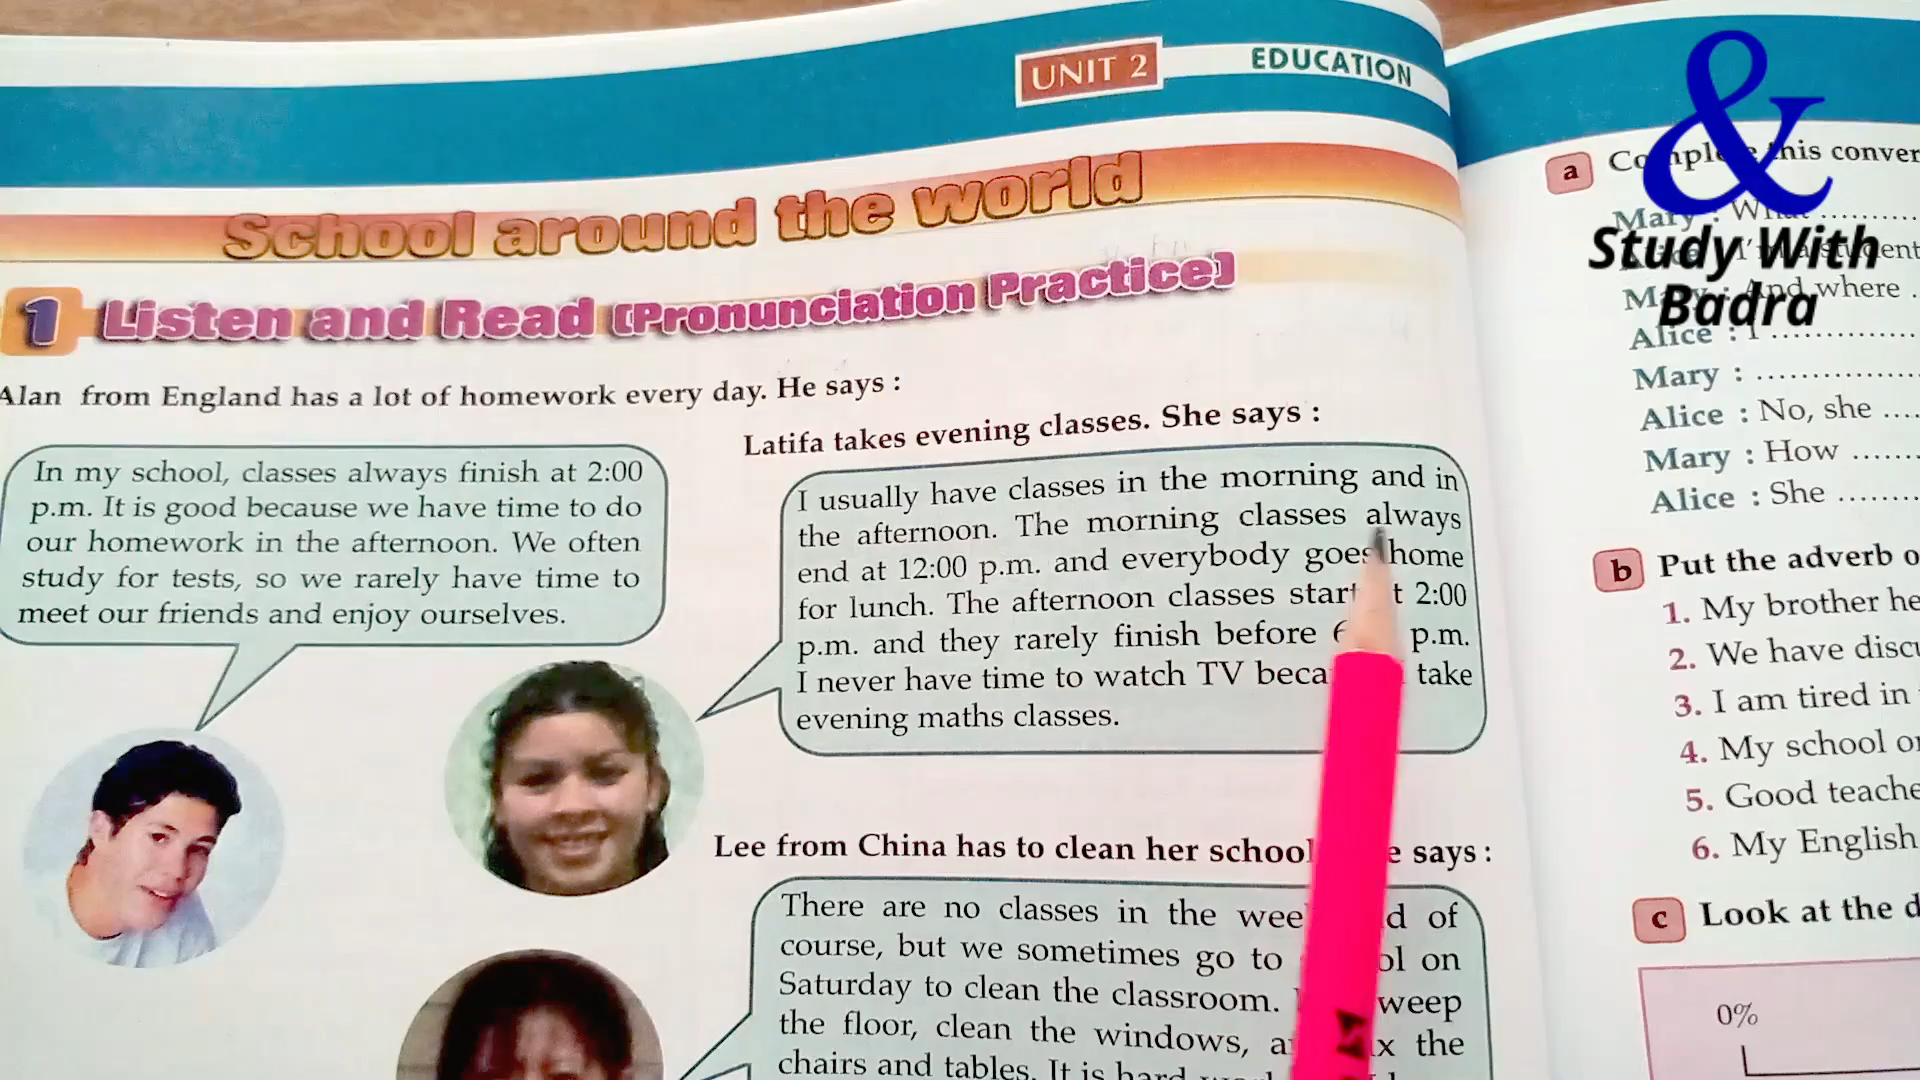 UNIT 2
EDUCATION
School around the world
1 Listen and Read (Pronunciation Practice)
Alan from England has a lot of homework every day. He says :
In my school, classes always finish at 2:00
p.m. It is good because we have time to do
our homework in the afternoon. We often
study for tests, so we rarely have time to
meet our friends and enjoy ourselves.
Latifa takes evening classes. She says :
I usually have classes in the morning and in
the afternoon. The morning classes always
end at 12:00 p.m. and everybody goes home
for lunch. The afternoon classes start 2:00
p.m. and they rarely finish before p.m.
I never have time to watch TV take
evening maths classes.
Lee from China has to clean her school says :
There are no classes in the of
course, but we sometimes go to on
Saturday to clean the classroom.
the floor, clean the windows, the
chairs and tables. It is hard
&
Study With
Badra
a
this
Mary :
Alice : I ..................
Mary : ..................
Alice : No, she ....
Mary : How .......
Alice : She ........
And where .
b Put the adverb
1. My brother
2. We have
3. I am tired in
4. My school
5. Good
6. My English
c Look at the
0%